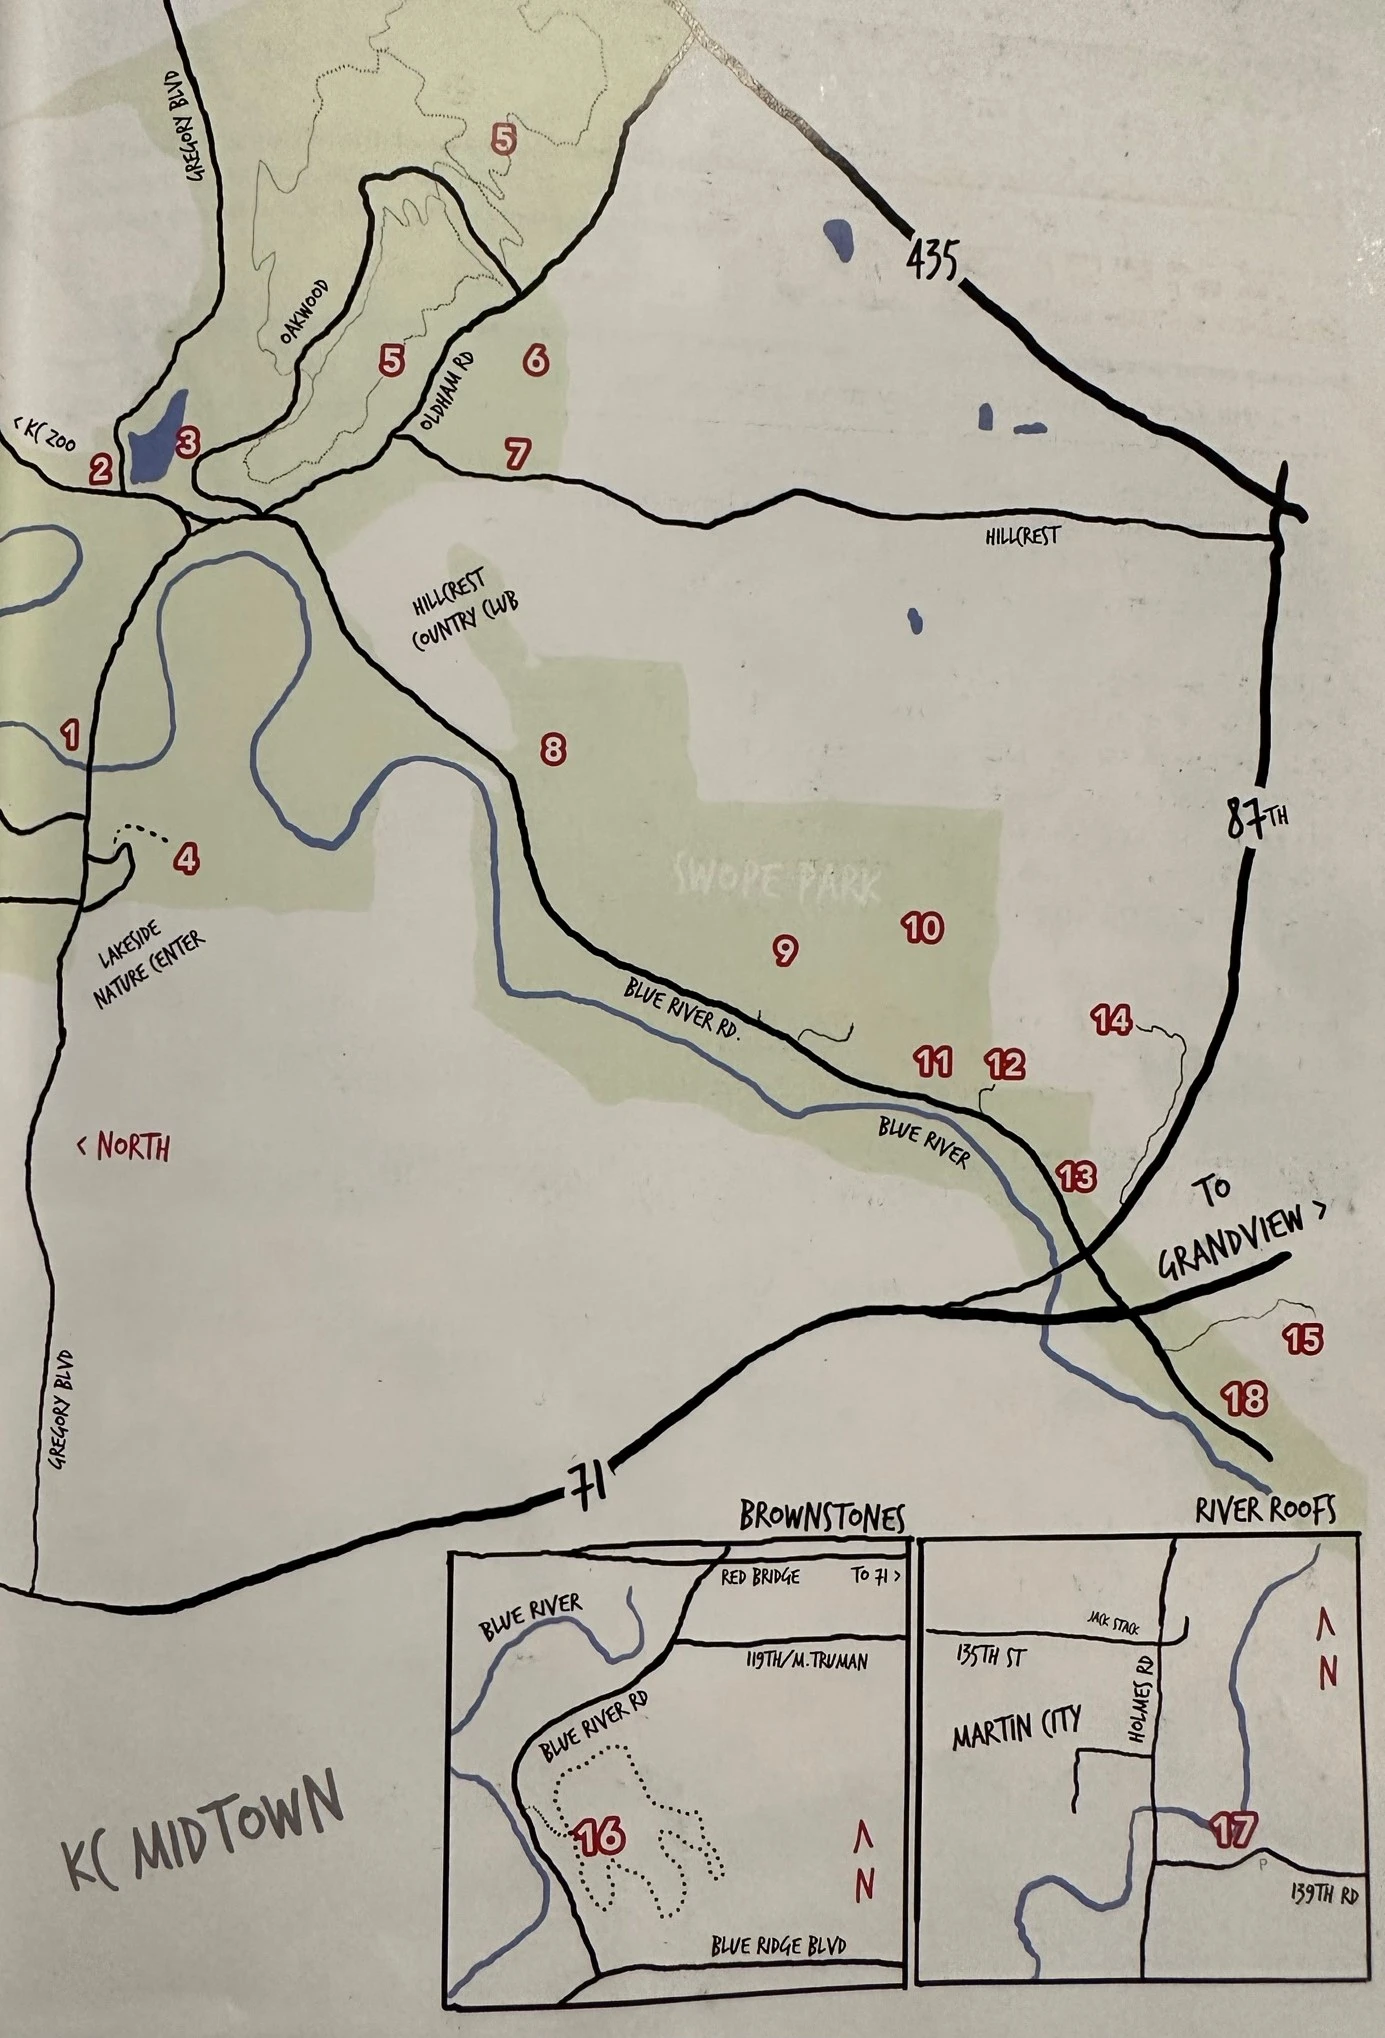 GREGORY BLVD
5
435
OAKWOOD
5
6
OLDHAM RD
< KC ZOO
2
3
7
HILLCREST
HILLCREST
COUNTRY CLUB
1
8
87TH
4
SWOPE PARK
LAKESIDE
NATURE CENTER
9
10
BLUE RIVER RD.
14
11
12
BLUE RIVER
< NORTH
13
TO
GRANDVIEW >
15
18
GREGORY BLVD
71
BROWNSTONES
RED BRIDGE
TO 71 >
BLUE RIVER
119TH/M.TRUMAN
BLUE RIVER RD
16
N
BLUE RIDGE BLVD
RIVER ROOFS
JACK STACK
135TH ST
N
HOLMES RD
MARTIN CITY
17
P
139TH RD
KC MIDTOWN